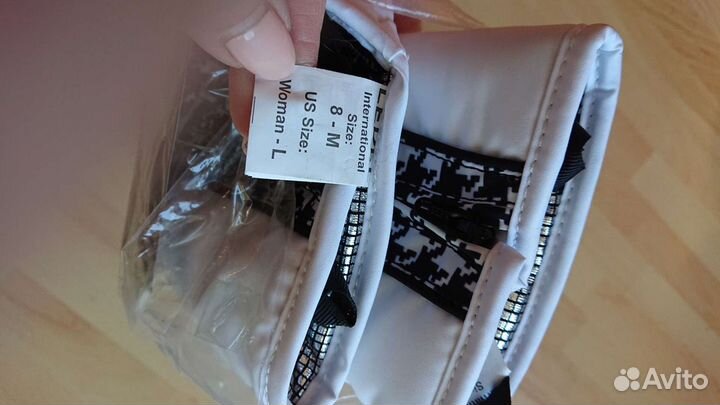 International
Size:
8 - M
US Size:
Woman - L
Avito